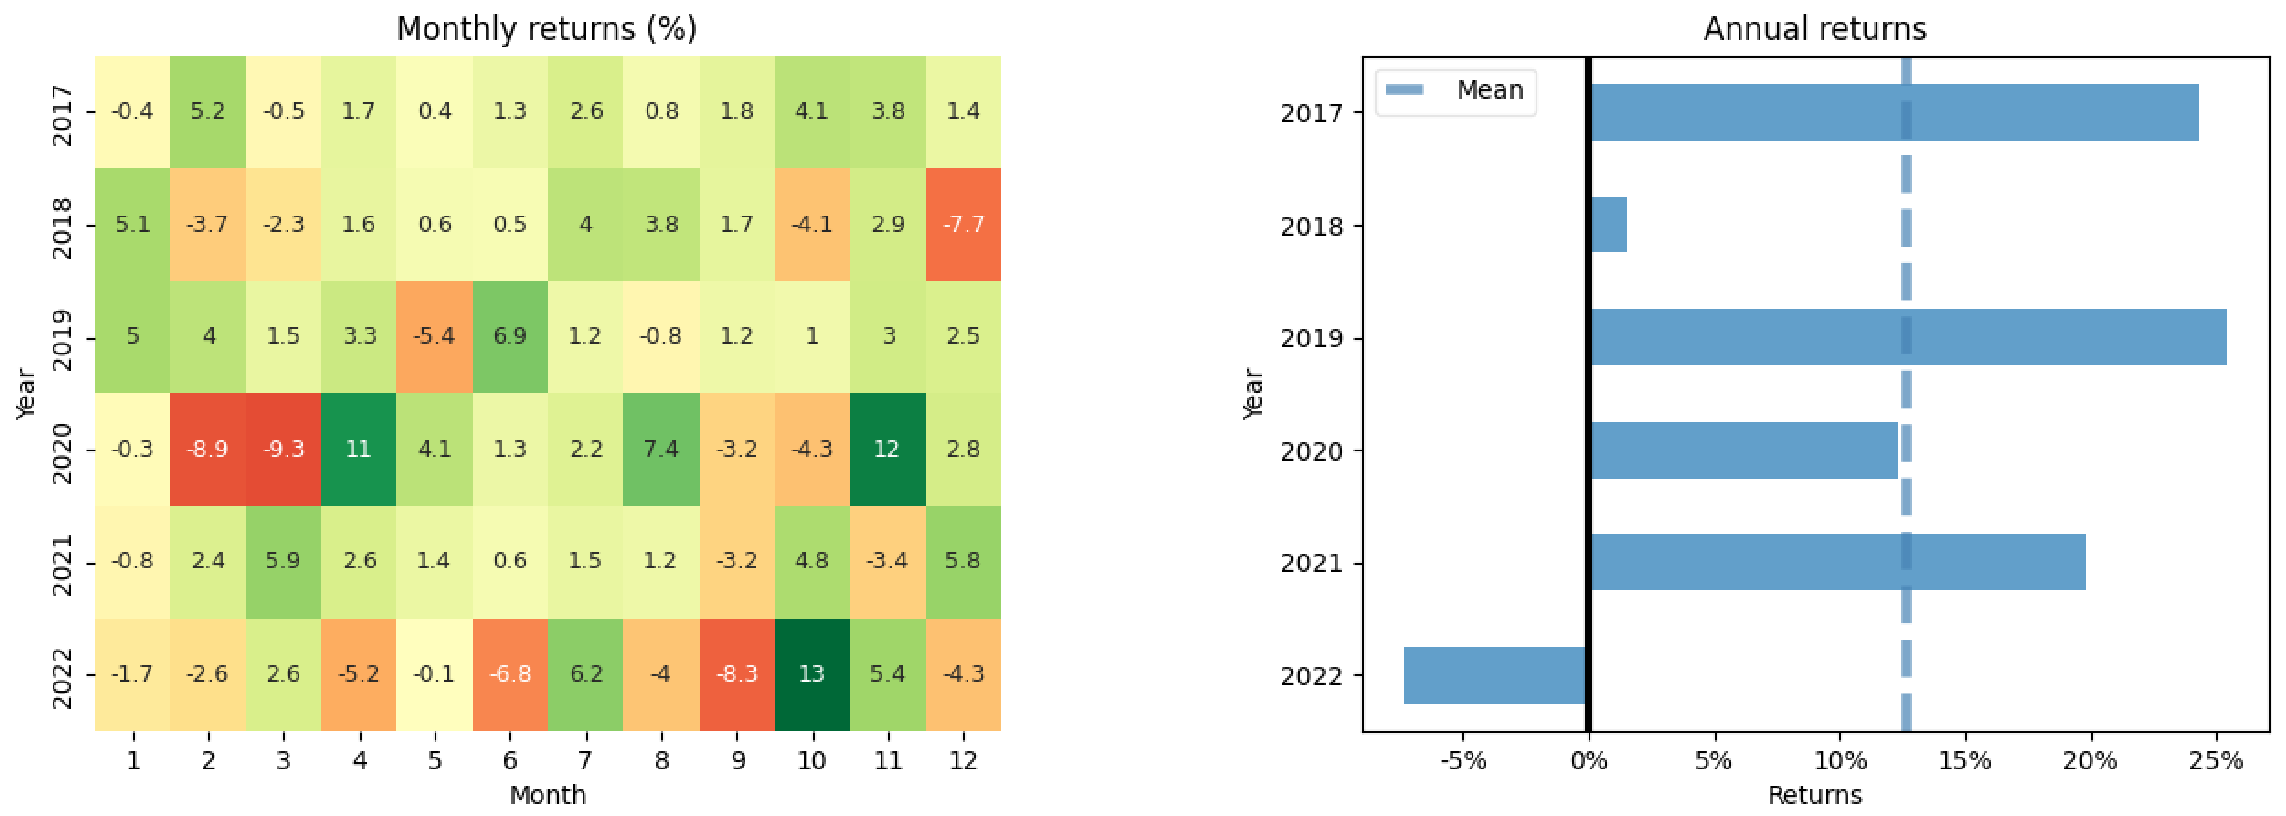 Monthly returns (%)
Year
2017 -0.4 5.2 -0.5 1.7 0.4 1.3 2.6 0.8 1.8 4.1 3.8 1.4
2018 5.1 -3.7 -2.3 1.6 0.6 0.5 4 3.8 1.7 -4.1 2.9 -7.7
2019 5 4 1.5 3.3 -5.4 6.9 1.2 -0.8 1.2 1 3 2.5
2020 -0.3 -8.9 -9.3 11 4.1 1.3 2.2 7.4 -3.2 -4.3 12 2.8
2021 -0.8 2.4 5.9 2.6 1.4 0.6 1.5 1.2 -3.2 4.8 -3.4 5.8
2022 -1.7 -2.6 2.6 -5.2 -0.1 -6.8 6.2 -4 -8.3 13 5.4 -4.3
1 2 3 4 5 6 7 8 9 10 11 12
Month
Annual returns
Mean
Year
2017
2018
2019
2020
2021
2022
-5% 0% 5% 10% 15% 20% 25%
Returns